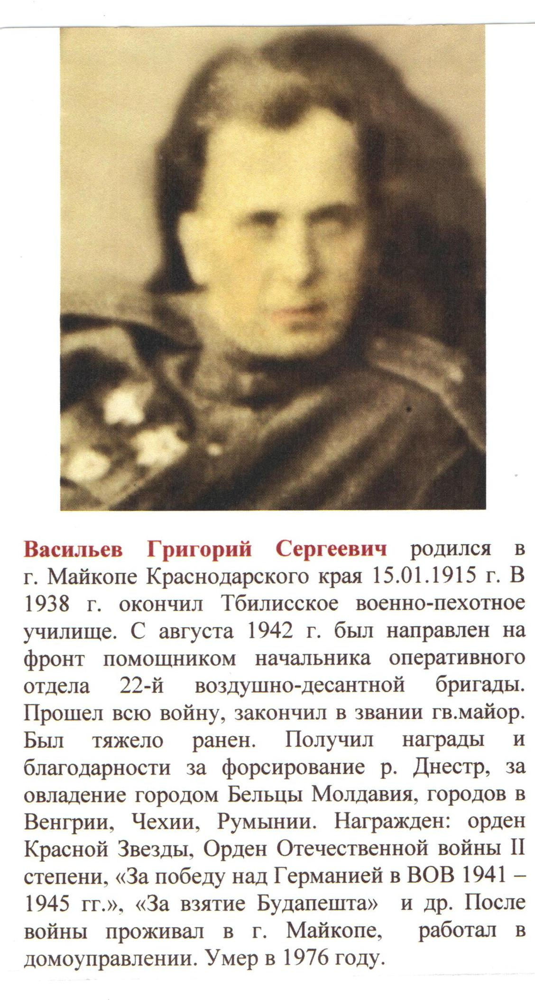 Васильев Григорий Сергеевич родился в
г. Майкопе Краснодарского края 15.01.1915 г. В
1938 г. окончил Тбилисское военно-пехотное
училище. С августа 1942 г. был направлен на
фронт помощником начальника оперативного
отдела 22-й воздушно-десантной бригады.
Прошел всю войну, закончил в звании гв.майор.
Был тяжело ранен. Получил награды и
благодарности за форсирование р. Днестр, за
овладение городом Бельцы Молдавия, городов в
Венгрии, Чехии, Румынии. Награжден: орден
Красной Звезды, Орден Отечественной войны II
степени, «За победу над Германией в ВОВ 1941 –
1945 гг.», «За взятие Будапешта» и др. После
войны проживал в г. Майкопе, работал в
домоуправлении. Умер в 1976 году.